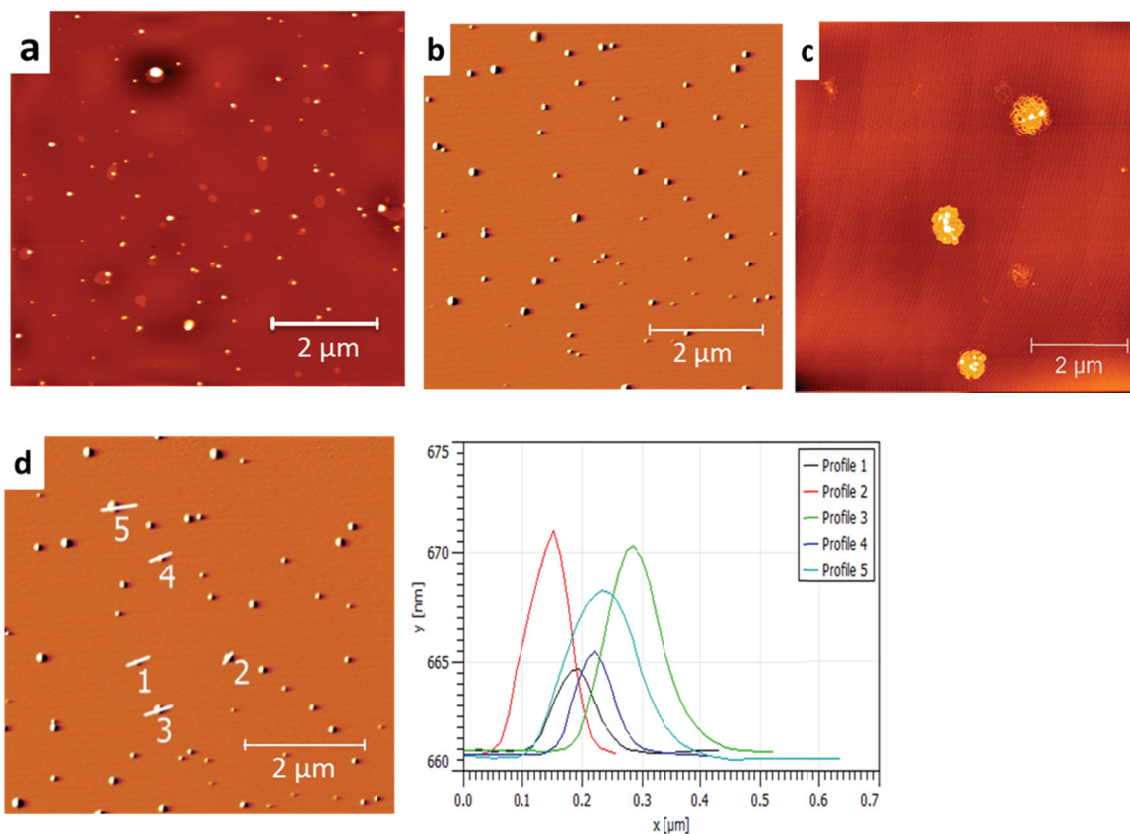 a
2 µm
b
2 µm
c
2 µm
d
5
4
1
2
3
2 µm
675
670
665
660
y [nm]
Profile 1
Profile 2
Profile 3
Profile 4
Profile 5
0.0 0.1 0.2 0.3 0.4 0.5 0.6 0.7
x [µm]